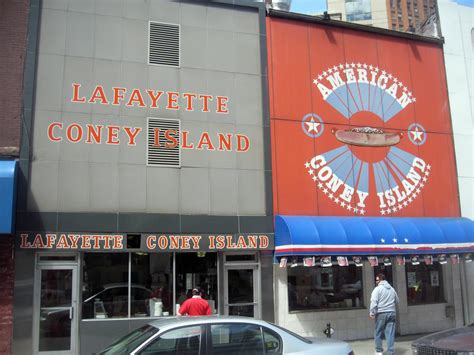 LAFAYETTE
CONEY ISLAND
LAFAYETTE CONEY ISLAND
AMERICAN
CONEY ISLAND